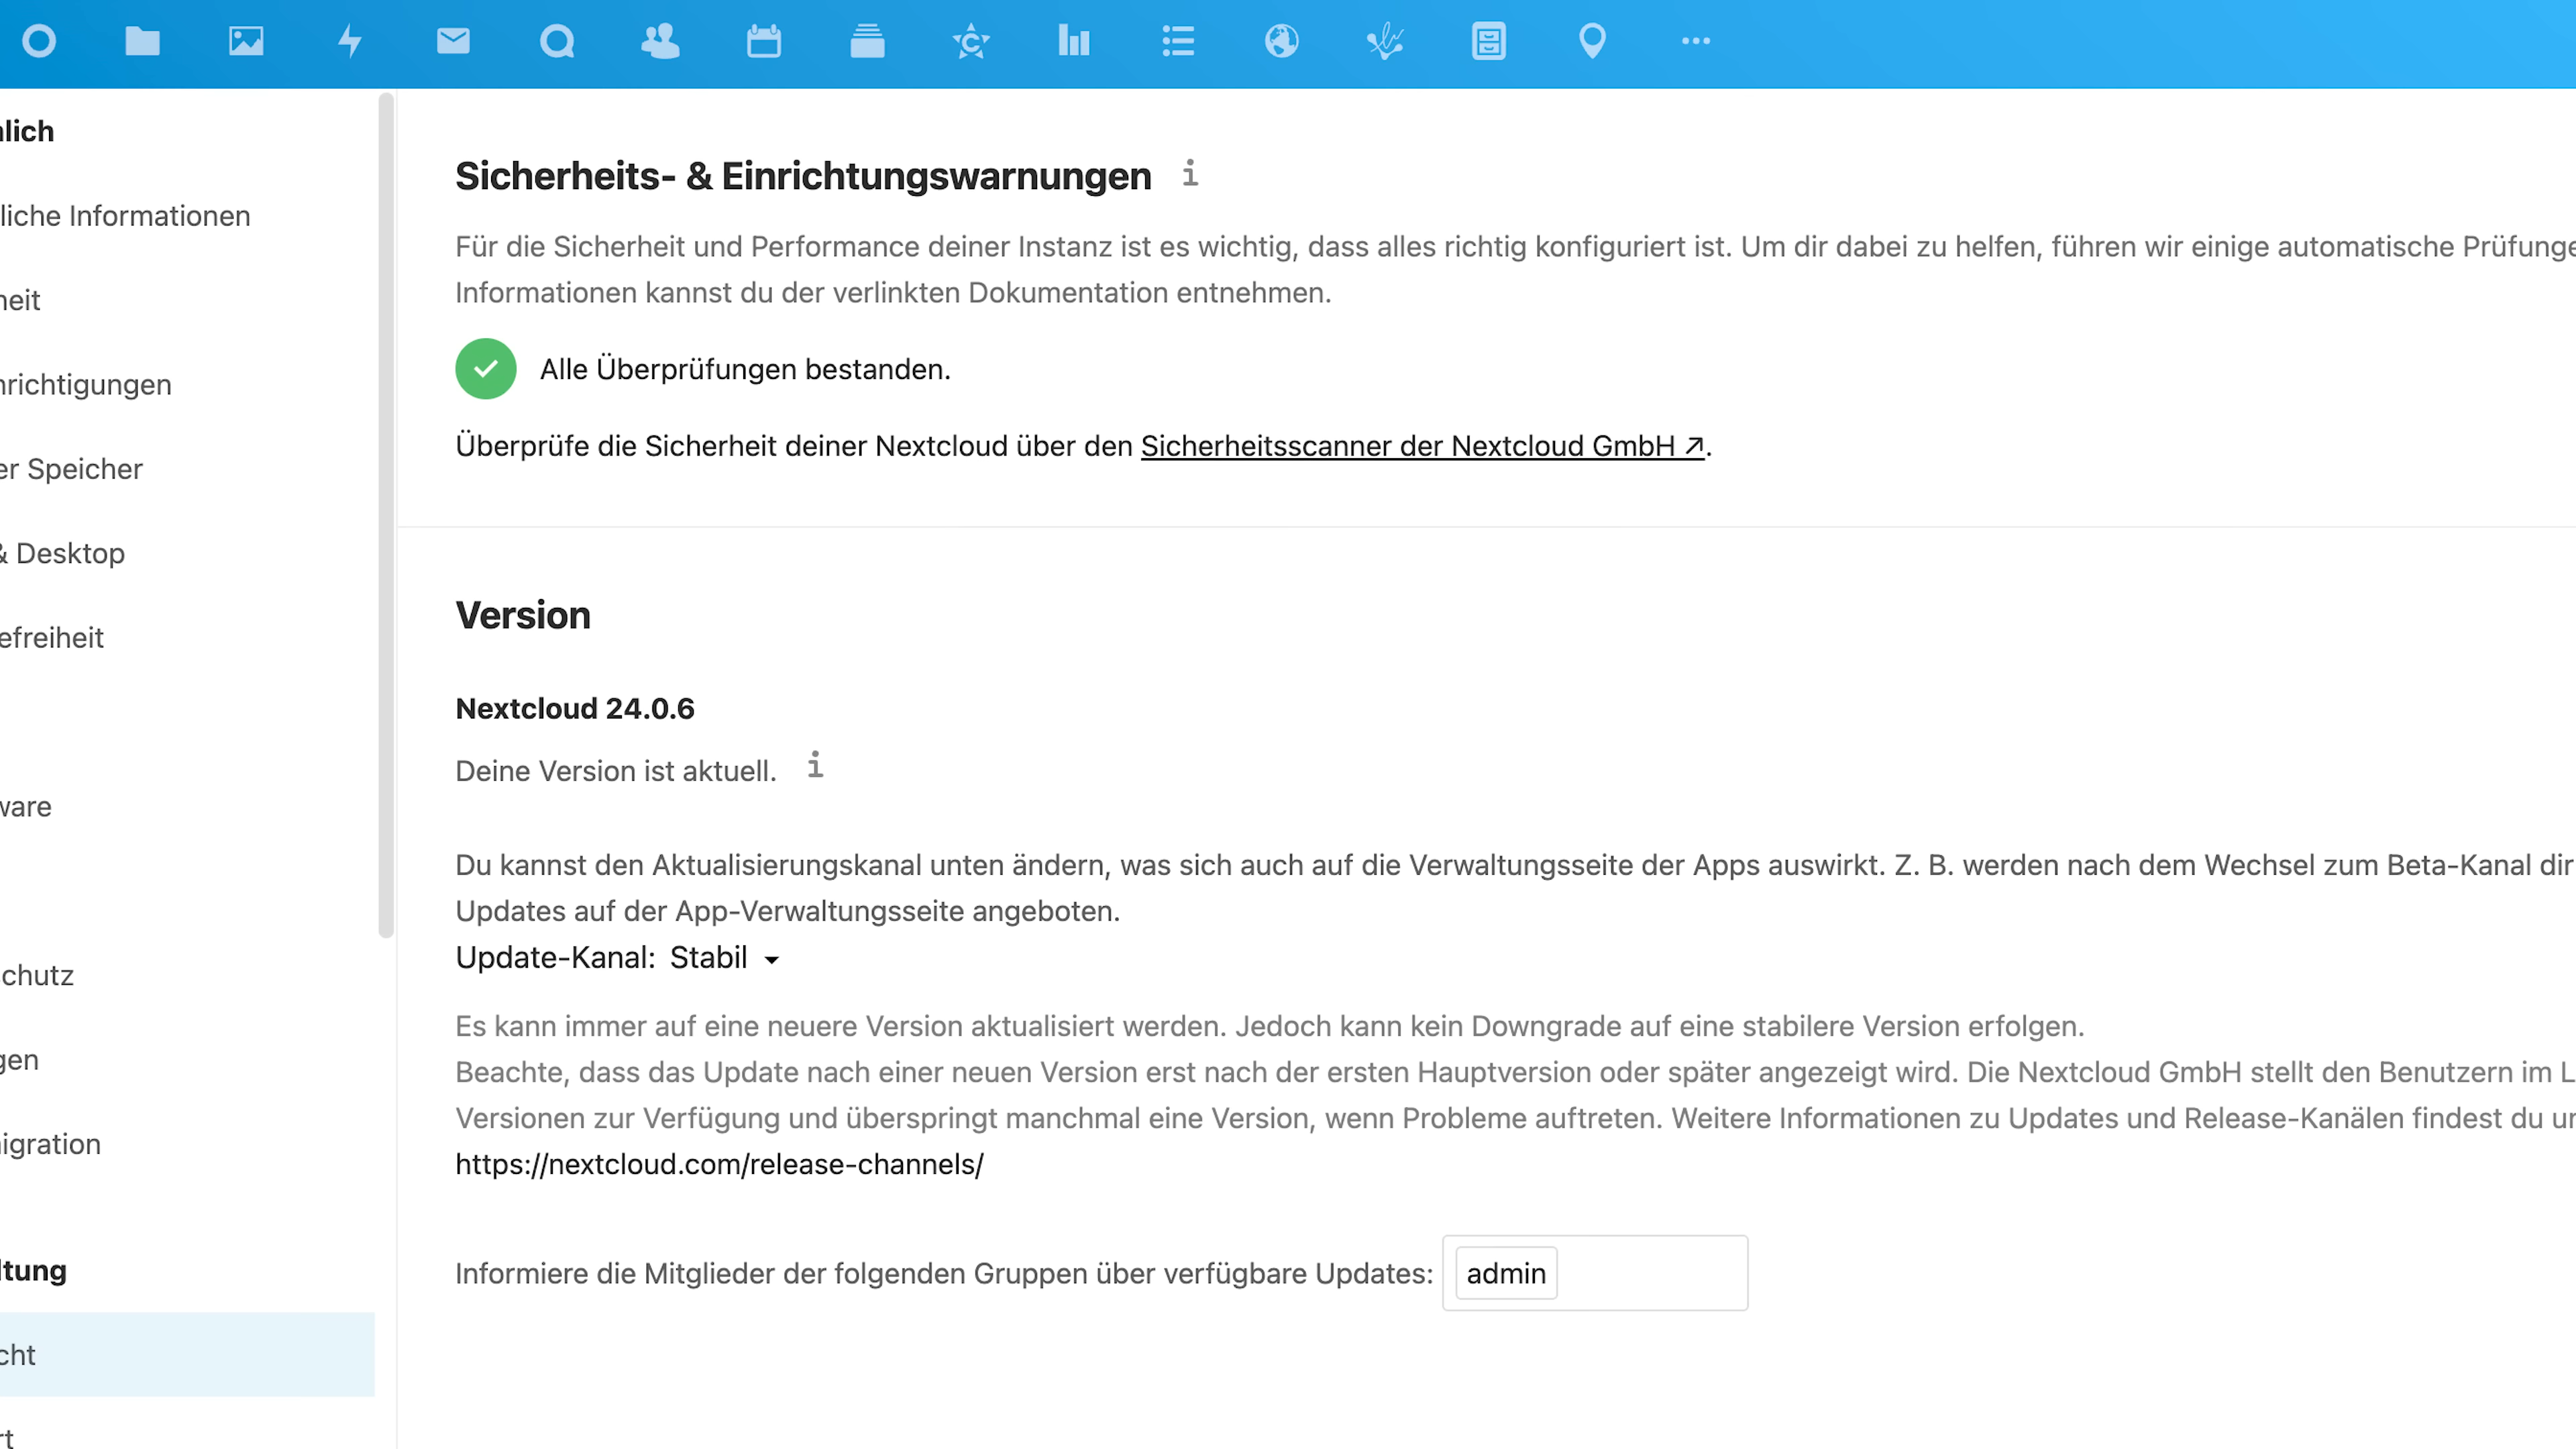 lich
liche Informationen
heit
richtigungen
er Speicher
& Desktop
efreiheit
ware
chutz
gen
igration
ltung
cht
rt
Sicherheits- & Einrichtungswarnungen
Für die Sicherheit und Performance deiner Instanz ist es wichtig, dass alles richtig konfiguriert ist. Um dir dabei zu helfen, führen wir einige automatische Prüfunge
Informationen kannst du der verlinkten Dokumentation entnehmen.
Alle Überprüfungen bestanden.
Überprüfe die Sicherheit deiner Nextcloud über den Sicherheitsscanner der Nextcloud GmbH ↗.
Version
Nextcloud 24.0.6
Deine Version ist aktuell.
Du kannst den Aktualisierungskanal unten ändern, was sich auch auf die Verwaltungsseite der Apps auswirkt. Z. B. werden nach dem Wechsel zum Beta-Kanal dir
Updates auf der App-Verwaltungsseite angeboten.
Update-Kanal: Stabil
Es kann immer auf eine neuere Version aktualisiert werden. Jedoch kann kein Downgrade auf eine stabilere Version erfolgen.
Beachte, dass das Update nach einer neuen Version erst nach der ersten Hauptversion oder später angezeigt wird. Die Nextcloud GmbH stellt den Benutzern im L
Versionen zur Verfügung und überspringt manchmal eine Version, wenn Probleme auftreten. Weitere Informationen zu Updates und Release-Kanälen findest du un
https://nextcloud.com/release-channels/
Informiere die Mitglieder der folgenden Gruppen über verfügbare Updates: admin